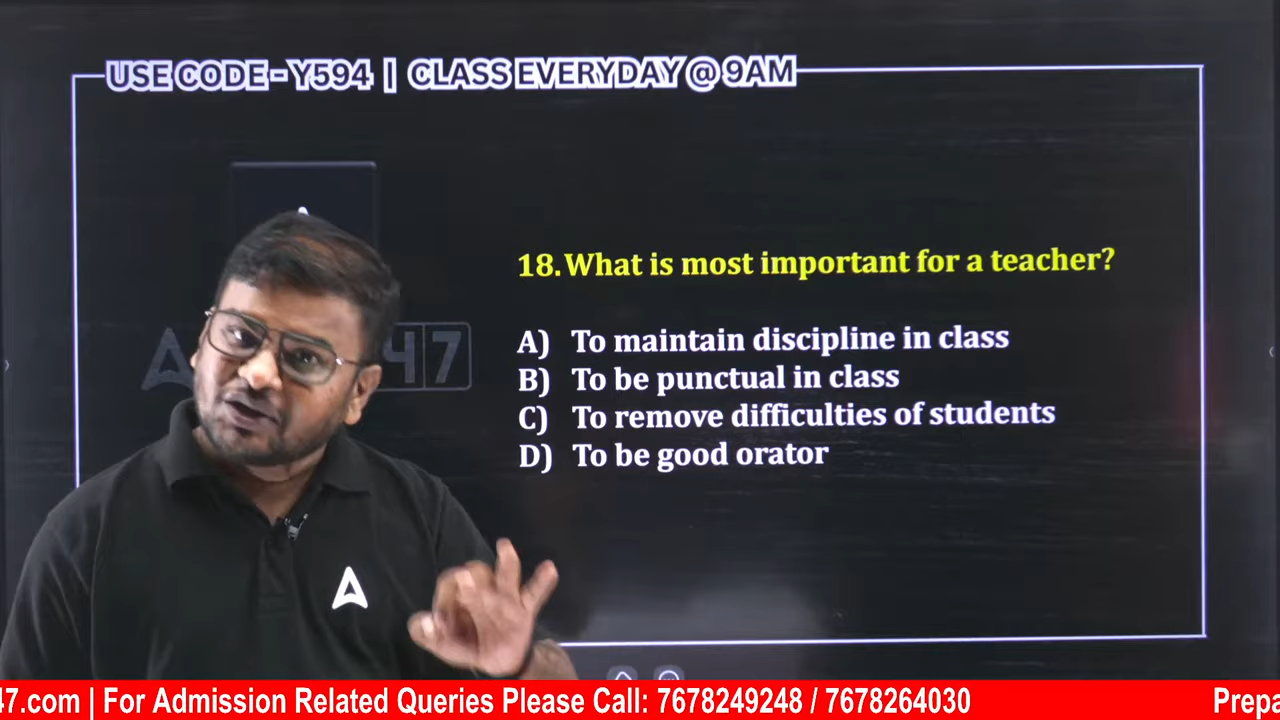 USE CODE - Y594 | CLASS EVERYDAY @ 9AM
47
18. What is most important for a teacher?
A) To maintain discipline in class
B) To be punctual in class
C) To remove difficulties of students
D) To be good orator
47.com | For Admission Related Queries Please Call: 7678249248 / 7678264030